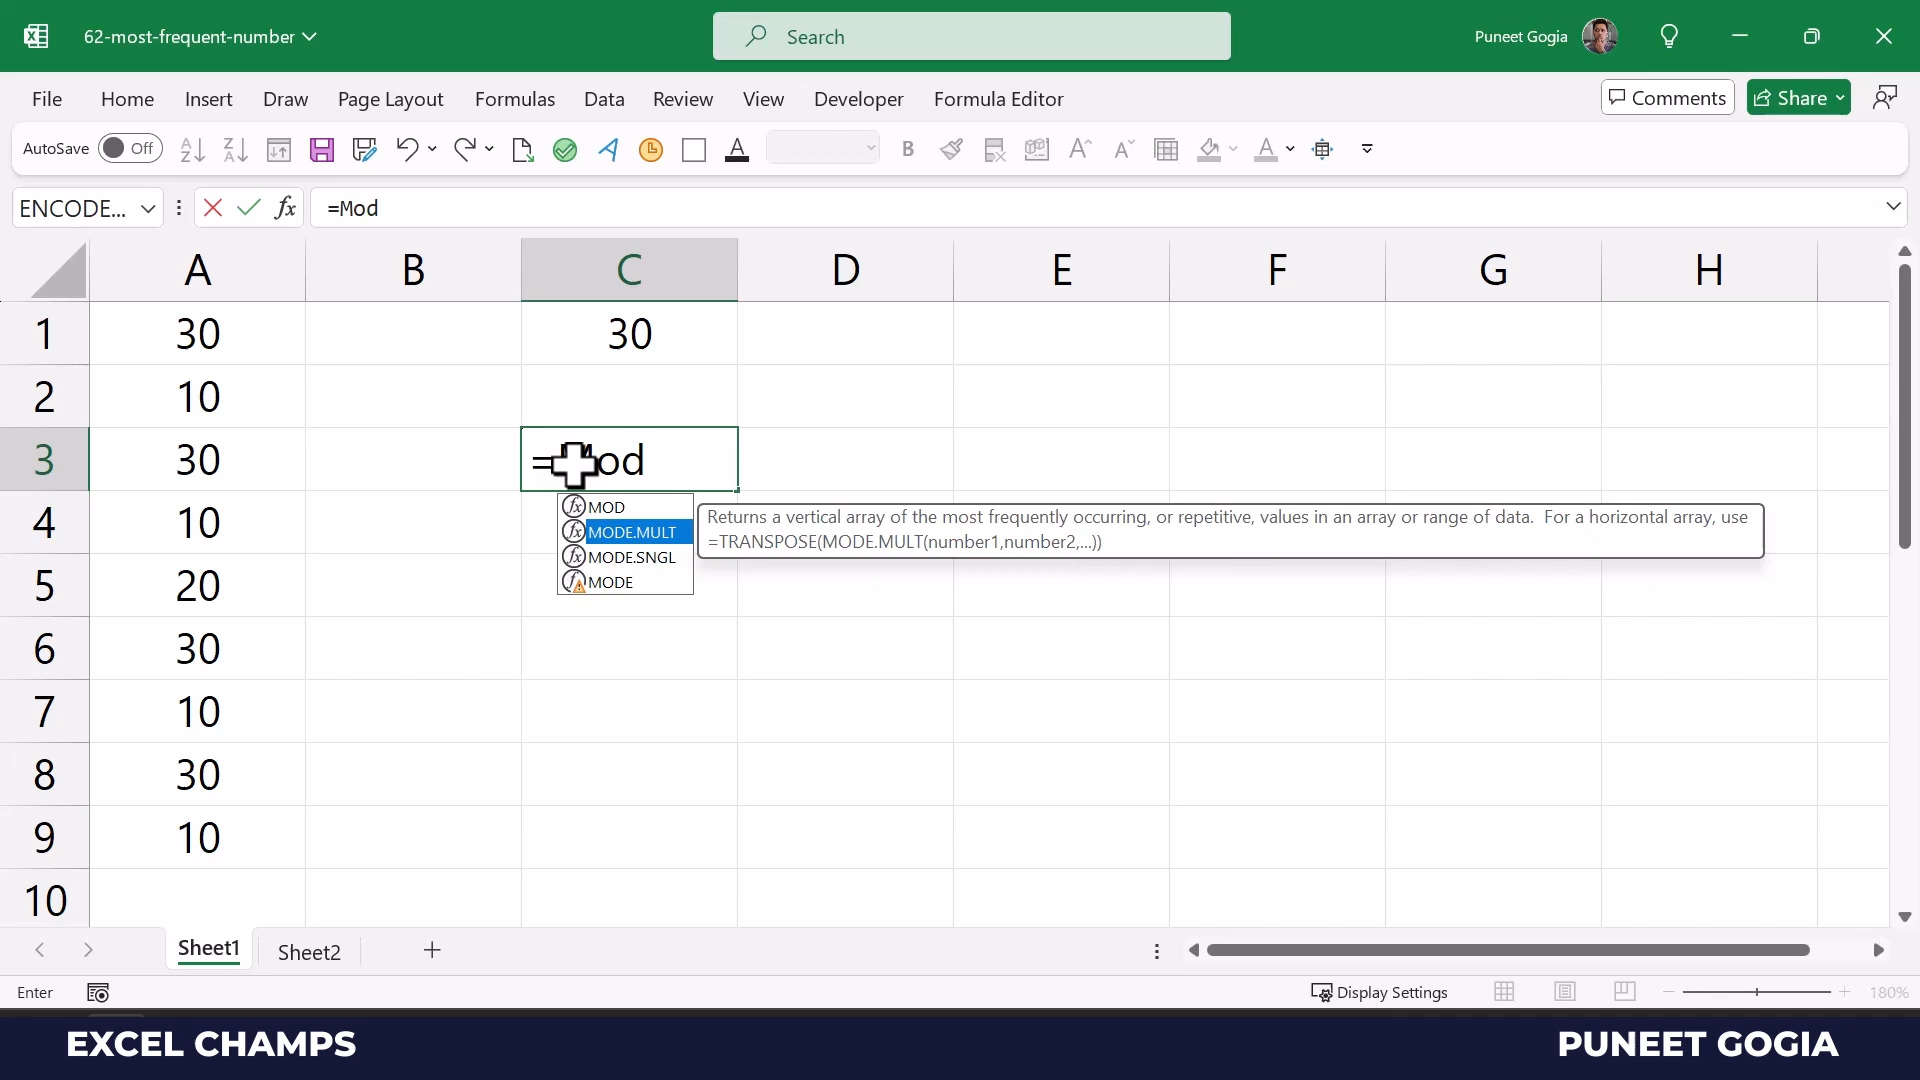 62-most-frequent-number
Search
Puneet Gogia
File Home Insert Draw Page Layout Formulas Data Review View Developer Formula Editor
Comments Share
AutoSave Off
ENCODE... fx =Mod
A B C D E F G H
1 30 30
2 10
3 30
4 10
MOD
MODE.MULT
MODE.SNGL
MODE
Returns a vertical array of the most frequently occurring, or repetitive, values in an array or range of data. For a horizontal array, use
=TRANSPOSE(MODE.MULT(number1,number2,...))
5 20
6 30
7 10
8 30
9 10
10
Sheet1 Sheet2
Enter Display Settings 180%
EXCEL CHAMPS PUNEET GOGIA